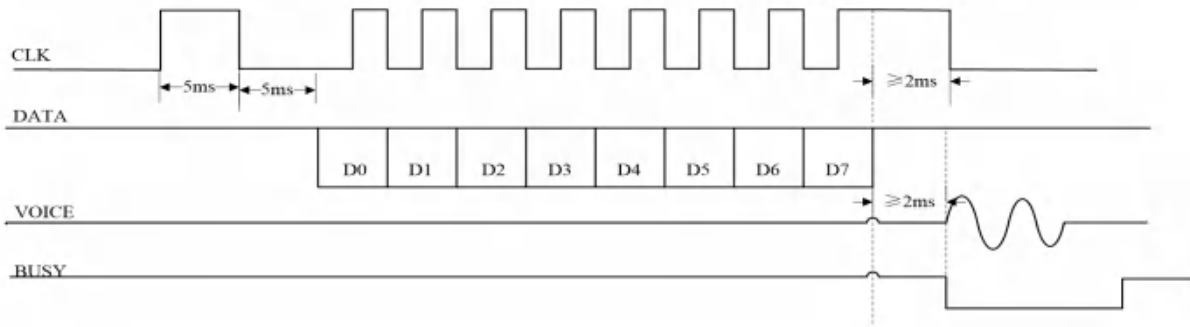 CLK
5ms 5ms ≥2ms
DATA
D0 D1 D2 D3 D4 D5 D6 D7
≥2ms
VOICE
BUSY